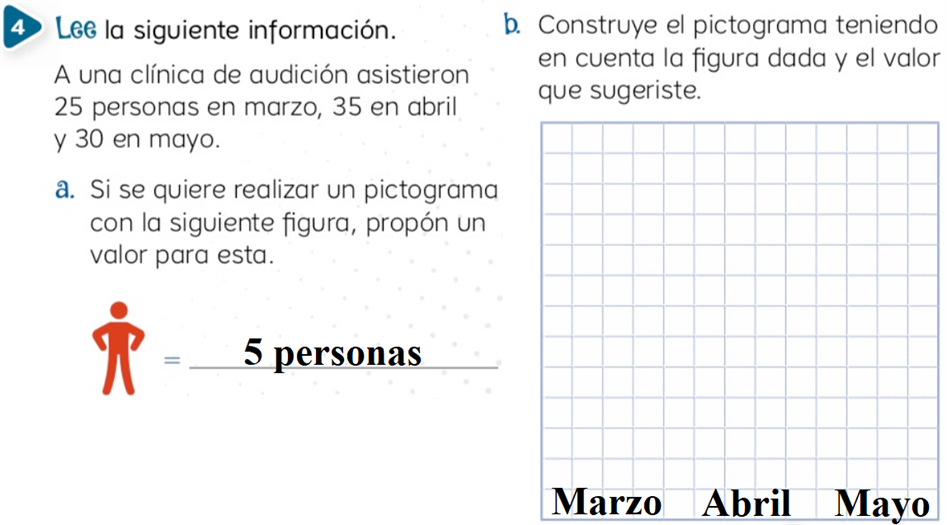 4 Lee la siguiente información.
A una clínica de audición asistieron
25 personas en marzo, 35 en abril
y 30 en mayo.
a. Si se quiere realizar un pictograma
con la siguiente figura, propón un
valor para esta.
= 5 personas
b. Construye el pictograma teniendo
en cuenta la figura dada y el valor
que sugeriste.
Marzo Abril Mayo